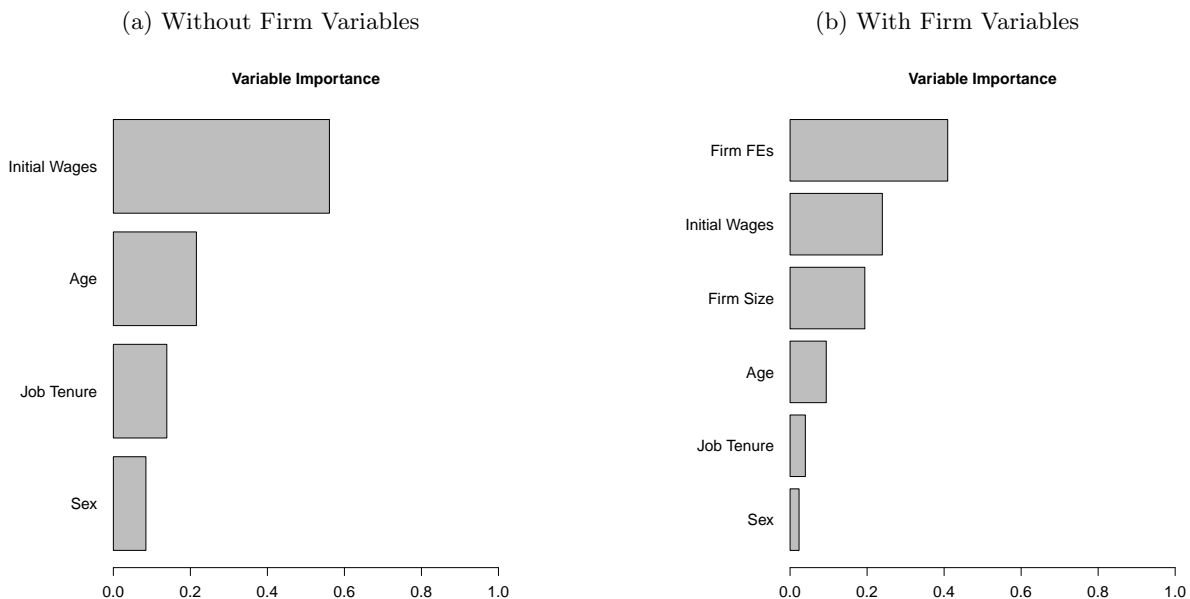 (a) Without Firm Variables
Variable Importance
Initial Wages
Age
Job Tenure
Sex
0.0 0.2 0.4 0.6 0.8 1.0
(b) With Firm Variables
Variable Importance
Firm FEs
Initial Wages
Firm Size
Age
Job Tenure
Sex
0.0 0.2 0.4 0.6 0.8 1.0